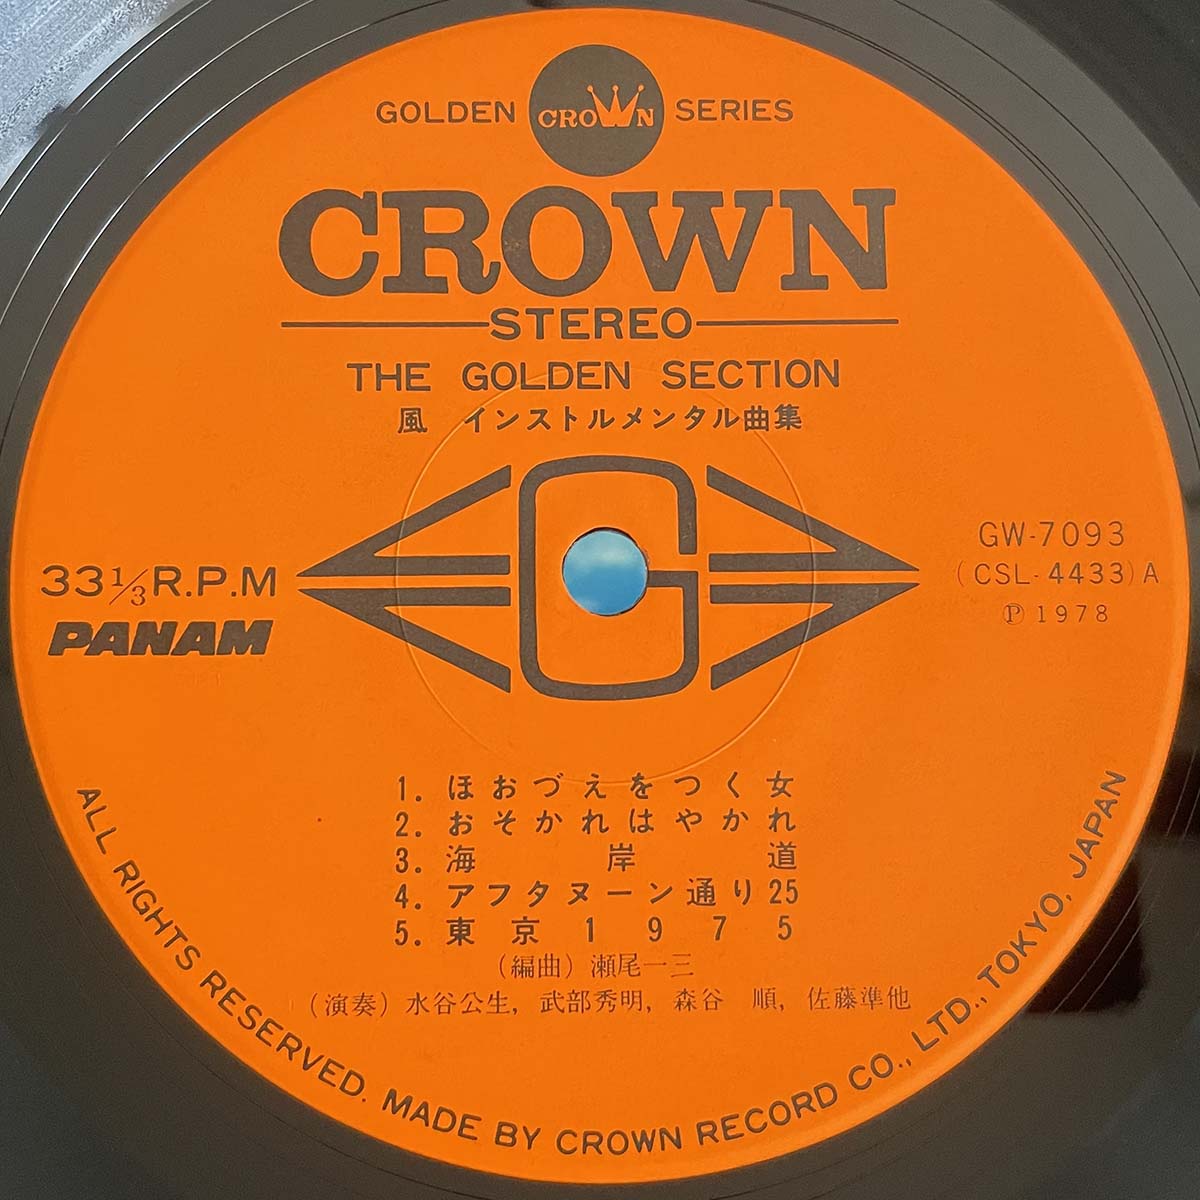 GOLDEN CROWN SERIES
CROWN
STEREO
THE GOLDEN SECTION
風 インストルメンタル曲集
G
33 1/3 R.P.M
PANAM
GW-7093
(CSL-4433) A
Ⓟ 1978
1. ほおづえをつく女
2. おそかれはやかれ
3. 海岸道
4. アフタヌーン通り25
5. 東京1975
(編曲) 瀬尾一三
(演奏) 水谷公生, 武部秀明, 森谷 順, 佐藤準他
ALL RIGHTS RESERVED. MADE BY CROWN RECORD CO., LTD., TOKYO, JAPAN